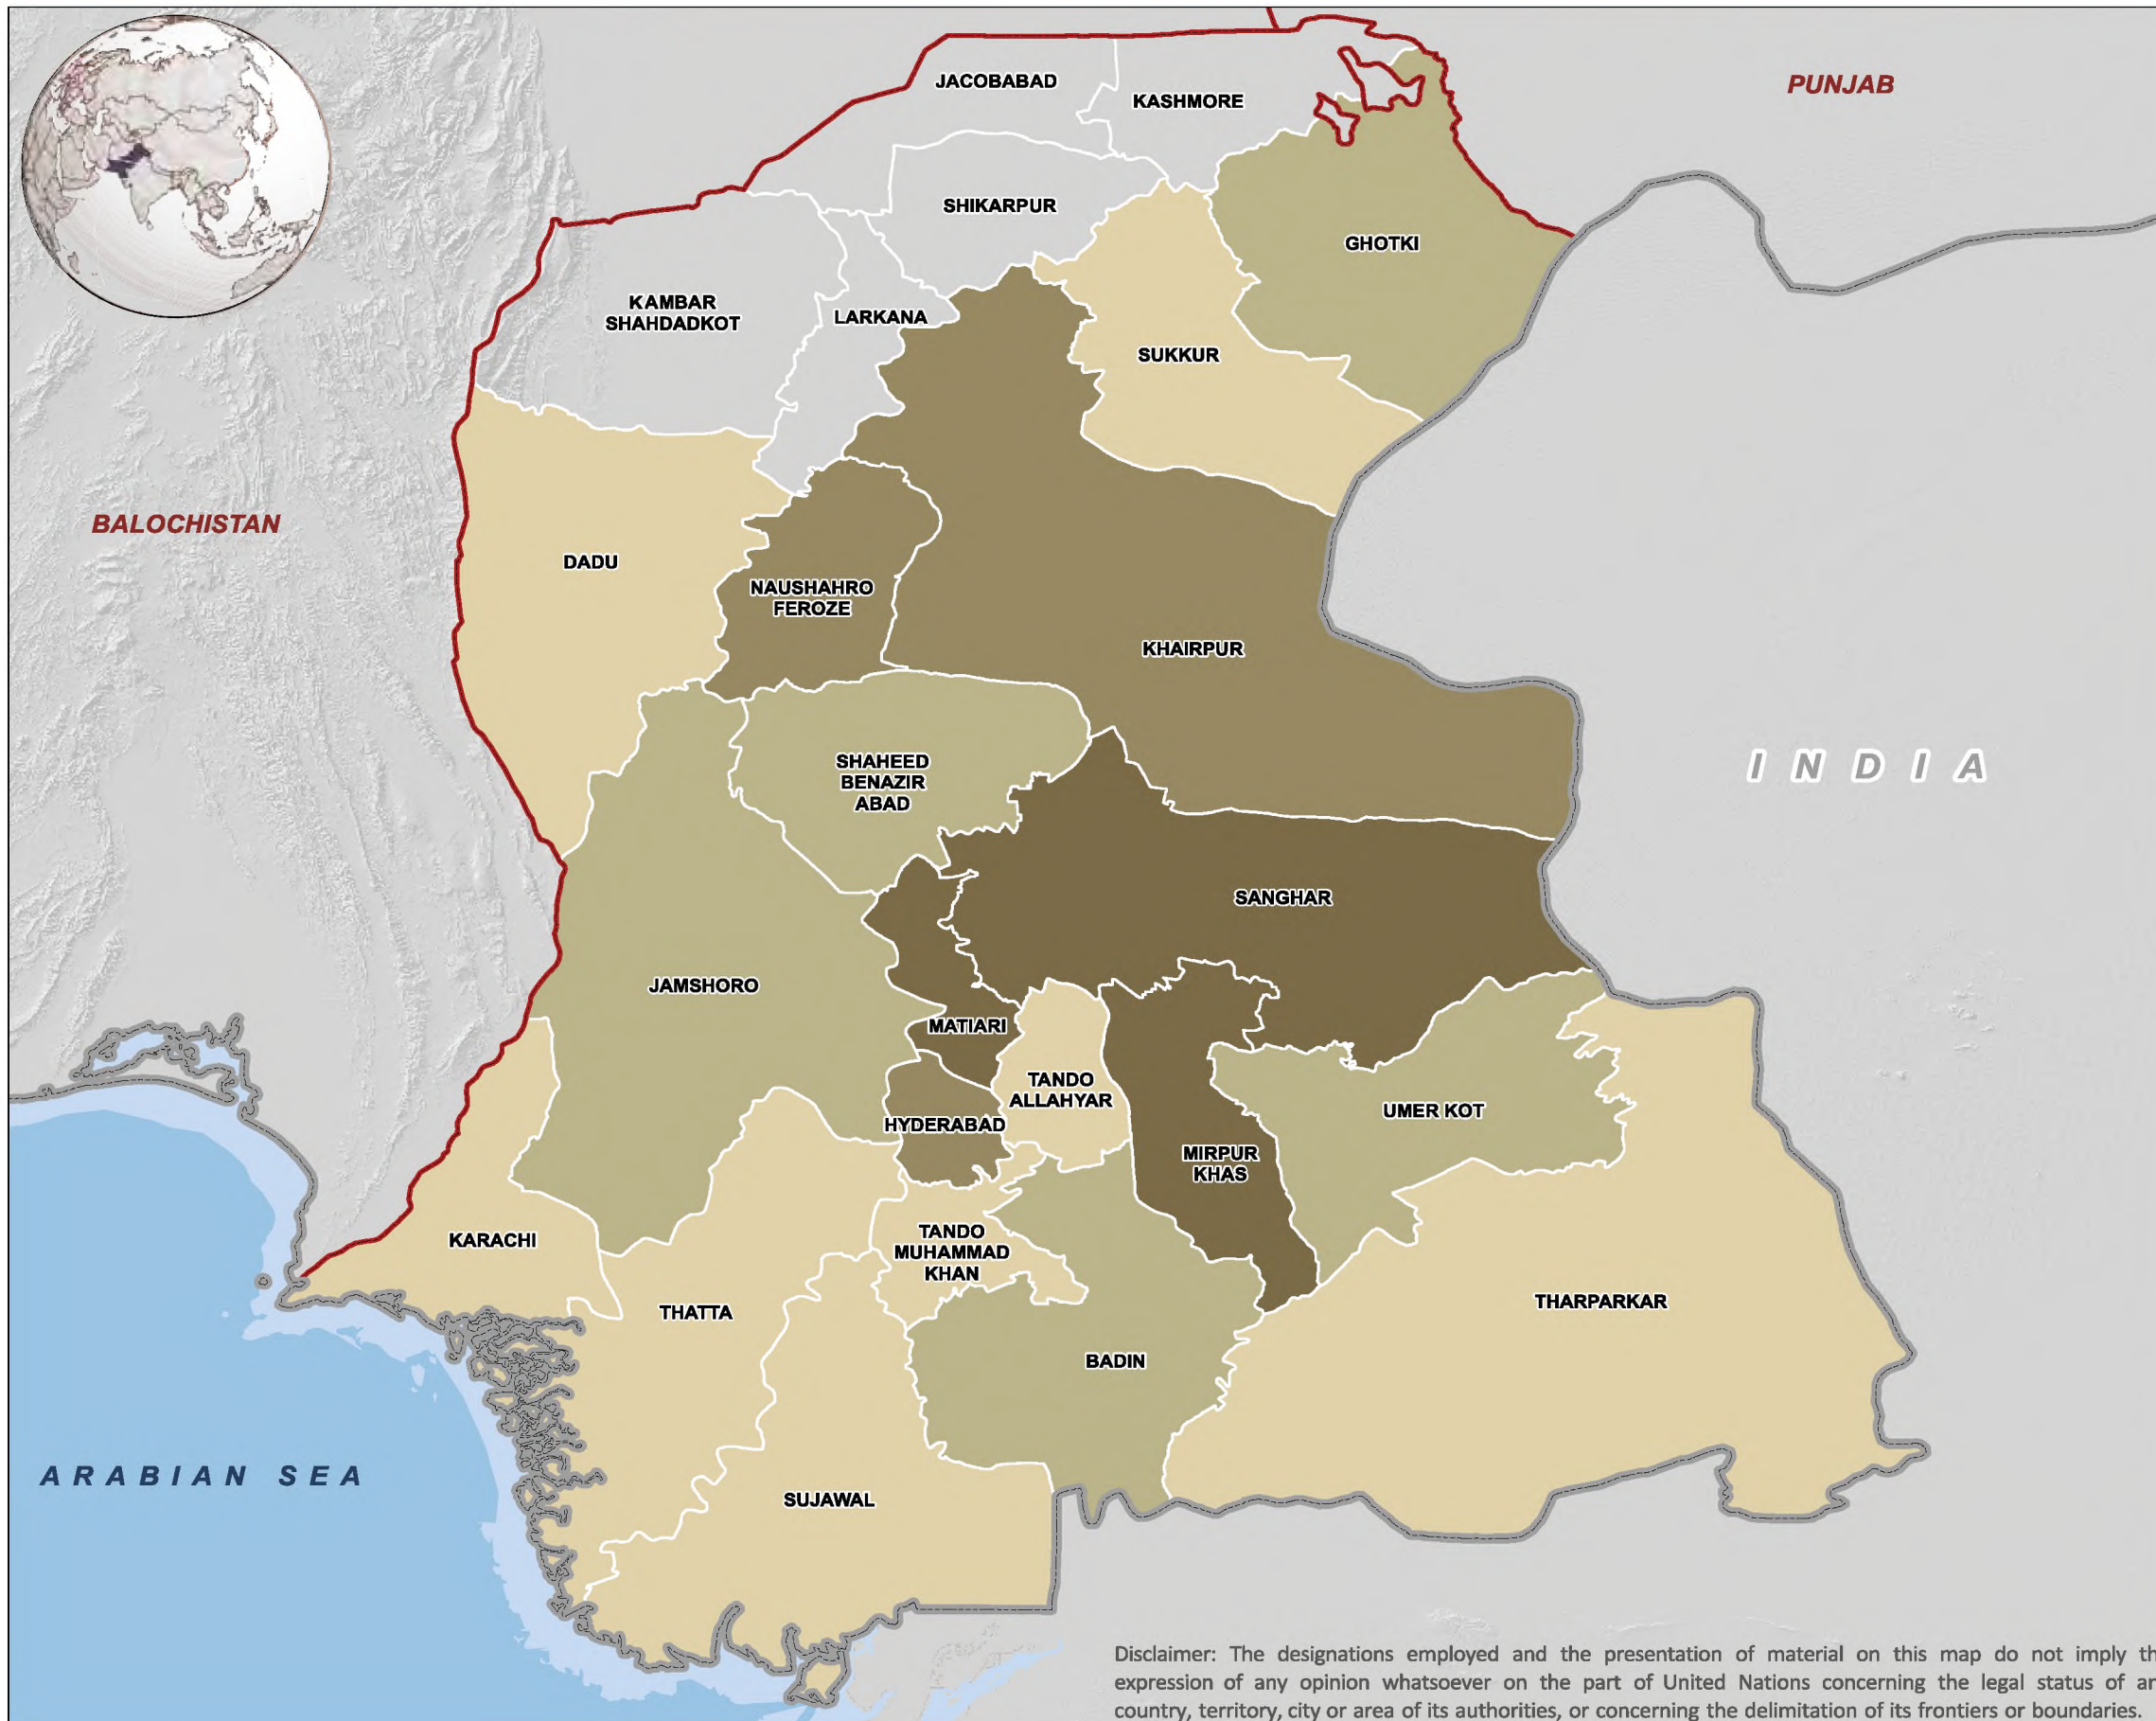 JACOBABAD
KASHMORE
PUNJAB
SHIKARPUR
GHOTKI
KAMBAR
SHAHDADKOT
LARKANA
SUKKUR
BALOCHISTAN
DADU
NAUSHAHRO
FEROZE
KHAIRPUR
SHAHEED
BENAZIR
ABAD
INDIA
SANGHAR
JAMSHORO
MATIARI
TANDO
ALLAHYAR
UMER KOT
HYDERABAD
MIRPUR
KHAS
KARACHI
TANDO
MUHAMMAD
KHAN
THATTA
THARPARKAR
BADIN
ARABIAN SEA
SUJAWAL
Disclaimer: The designations employed and the presentation of material on this map do not imply th
expression of any opinion whatsoever on the part of United Nations concerning the legal status of an
country, territory, city or area of its authorities, or concerning the delimitation of its frontiers or boundaries.